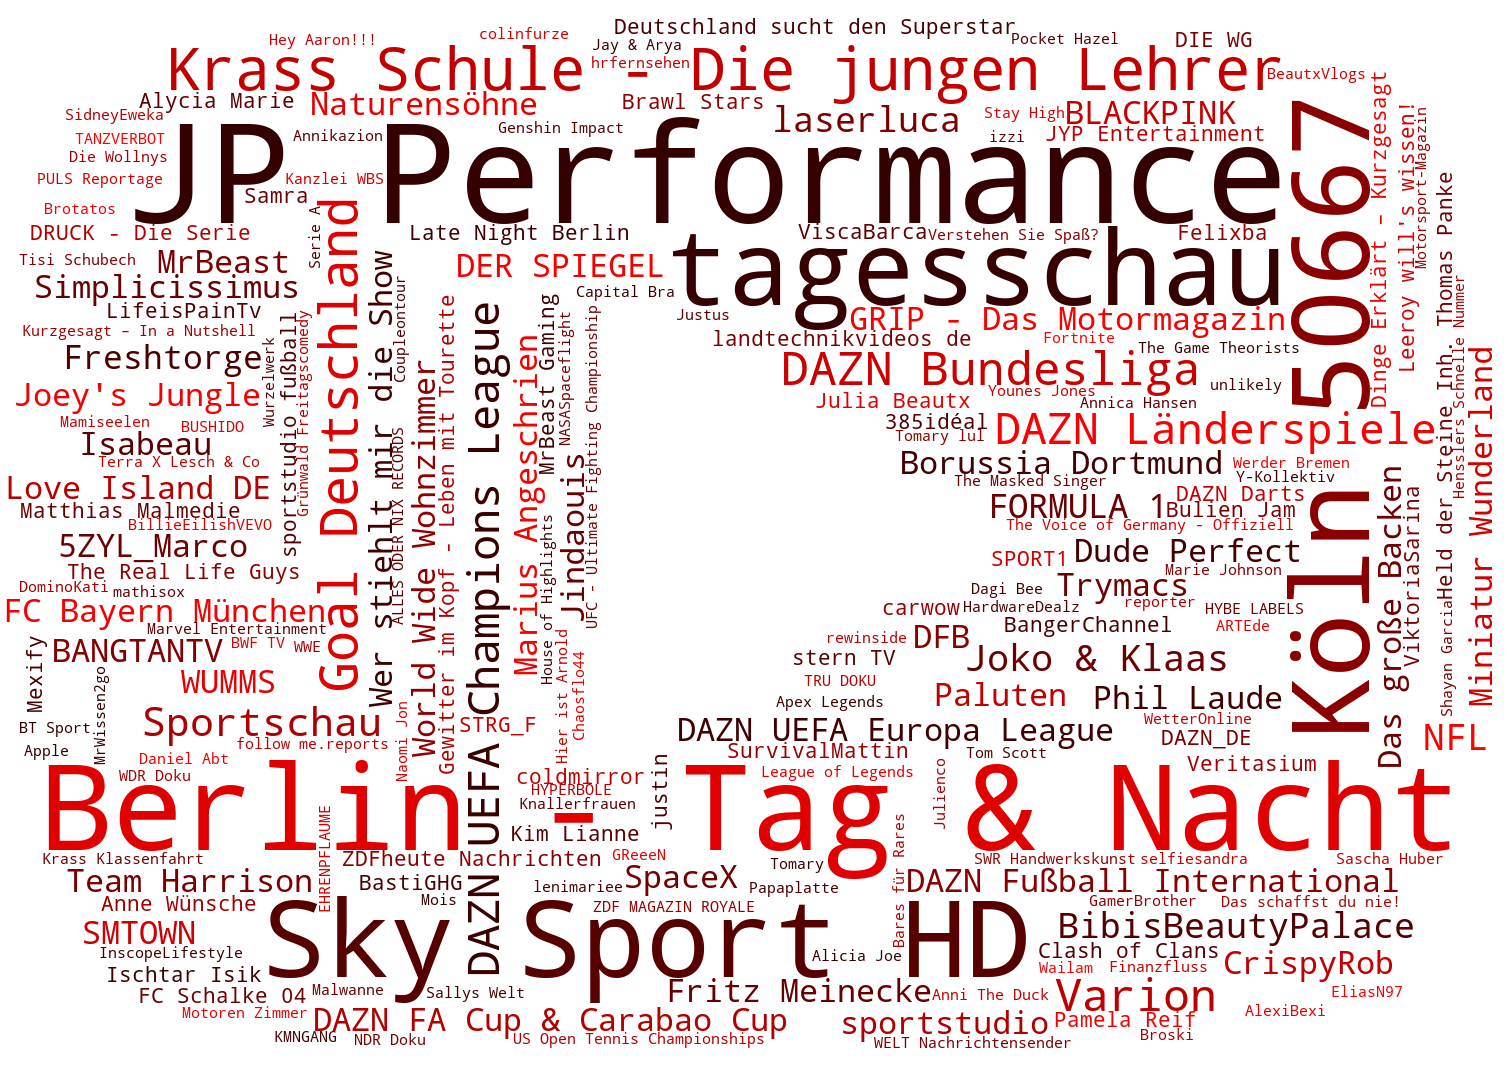 Deutschland sucht den Superstar
Hey Aaron!!!
colinfurze
Jay & Arya
Pocket Hazel
DIE WG
hrfernsehen
Krass Schule - Die jungen Lehrer
BeautxVlogs
Alycia Marie
Naturensöhne
Brawl Stars
SidneyEweka
laserluca
Stay High
BLACKPINK
TANZVERBOT
Annikazion
Genshin Impact
izzi
JYP Entertainment
Die Wollnys
JP Performance
PULS Reportage
Kanzlei WBS
Samra
Brotatos
DRUCK - Die Serie
Serie A
Late Night Berlin
ViscaBarca
Verstehen Sie Spaß?
Felixba
Tisi Schubech
MrBeast
DER SPIEGEL
tagesschau
Simplicissimus
Capital Bra
LifeisPainTv
Justus
GRIP - Das Motormagazin
Kurzgesagt – In a Nutshell
landtechnikvideos de
Fortnite
The Game Theorists
Freshtorge
DAZN Bundesliga
unlikely
Joey's Jungle
Younes Jones
Julia Beautx
Annica Hansen
Mamiseelen
BUSHIDO
385idéal
Tomary lul
DAZN Länderspiele
Isabeau
Terra X Lesch & Co
Borussia Dortmund
Werder Bremen
The Masked Singer
Y-Kollektiv
Love Island DE
Matthias Malmedie
FORMULA 1
DAZN Darts
Bulien Jam
BillieEilishVEVO
The Voice of Germany - Offiziell
5ZYL_Marco
SPORT1
Dude Perfect
The Real Life Guys
Marie Johnson
DominoKati
mathisox
Dagi Bee
Trymacs
FC Bayern München
carwow
HardwareDealz
reporter
HYBE LABELS
Marvel Entertainment
BangerChannel
ARTEde
BANGTANTV
BWF TV
WWE
rewinside
DFB
stern TV
Joko & Klaas
WUMMS
TRU DOKU
Apex Legends
Paluten
Phil Laude
BT Sport
Sportschau
STRG_F
DAZN UEFA Europa League
WetterOnline
DAZN_DE
NFL
Apple
follow me.reports
Daniel Abt
SurvivalMattin
Tom Scott
WDR Doku
coldmirror
League of Legends
Veritasium
HYPERBOLE
Knallerfrauen
Berlin - Tag & Nacht
Kim Lianne
Krass Klassenfahrt
ZDFheute Nachrichten
GReeeN
Tomary
SWR Handwerkskunst
selfiesandra
Sascha Huber
Team Harrison
BastiGHG
lenimariee
SpaceX
Papaplatte
DAZN Fußball International
Anne Wünsche
Mois
ZDF MAGAZIN ROYALE
GamerBrother
Das schaffst du nie!
SMTOWN
Sky Sport HD
BibisBeautyPalace
InscopeLifestyle
Alicia Joe
Clash of Clans
Ischtar Isik
Wailam
Finanzfluss
CrispyRob
FC Schalke 04
Malwanne
Sallys Welt
Fritz Meinecke
Anni The Duck
Varion
EliasN97
Motoren Zimmer
DAZN FA Cup & Carabao Cup
sportstudio
Pamela Reif
AlexiBexi
KMNGANG
NDR Doku
US Open Tennis Championships
WELT Nachrichtensender
Broski
Köln 50667
Dinge Erklärt – Kurzgesagt
Leeroy will's wissen!
Motorsport-Magazin
Held der Steine Inh. Thomas Panke
Hensslers Schnelle Nummer
Miniatur Wunderland
Das große Backen
ViktoriaSarina
Shayan Garcia
Goal Deutschland
Wer stiehlt mir die Show
Coupleontour
ALLES ODER NIX RECORDS
World Wide Wohnzimmer
Gewitter im Kopf - Leben mit Tourette
DAZN UEFA Champions League
Marius Angeschrien
MrBeast Gaming
NASASpaceflight
UFC - Ultimate Fighting Championship
Jindaouis
House of Highlights
Hier ist Arnold
Chaosflo44
Wurzelwerk
sportstudio fußball
Grünwald Freitagscomedy
Mexify
MrWissen2go
Naomi Jon
EHRENPFLAUME
justin
Julienco
Bares für Rares